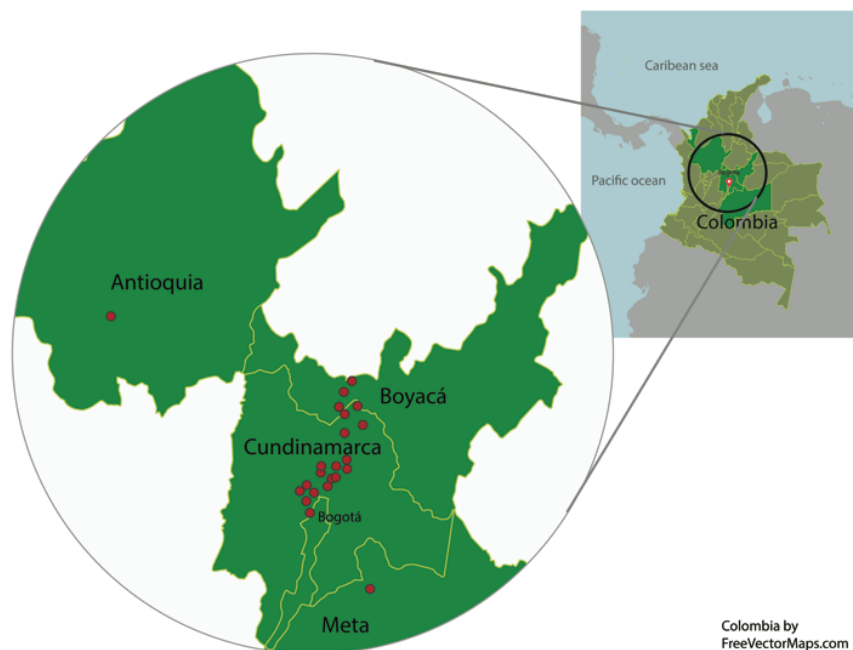 Caribean sea
Pacific ocean
Colombia
Antioquia
Boyacá
Cundinamarca
Bogotá
Meta
Colombia by
FreeVectorMaps.com